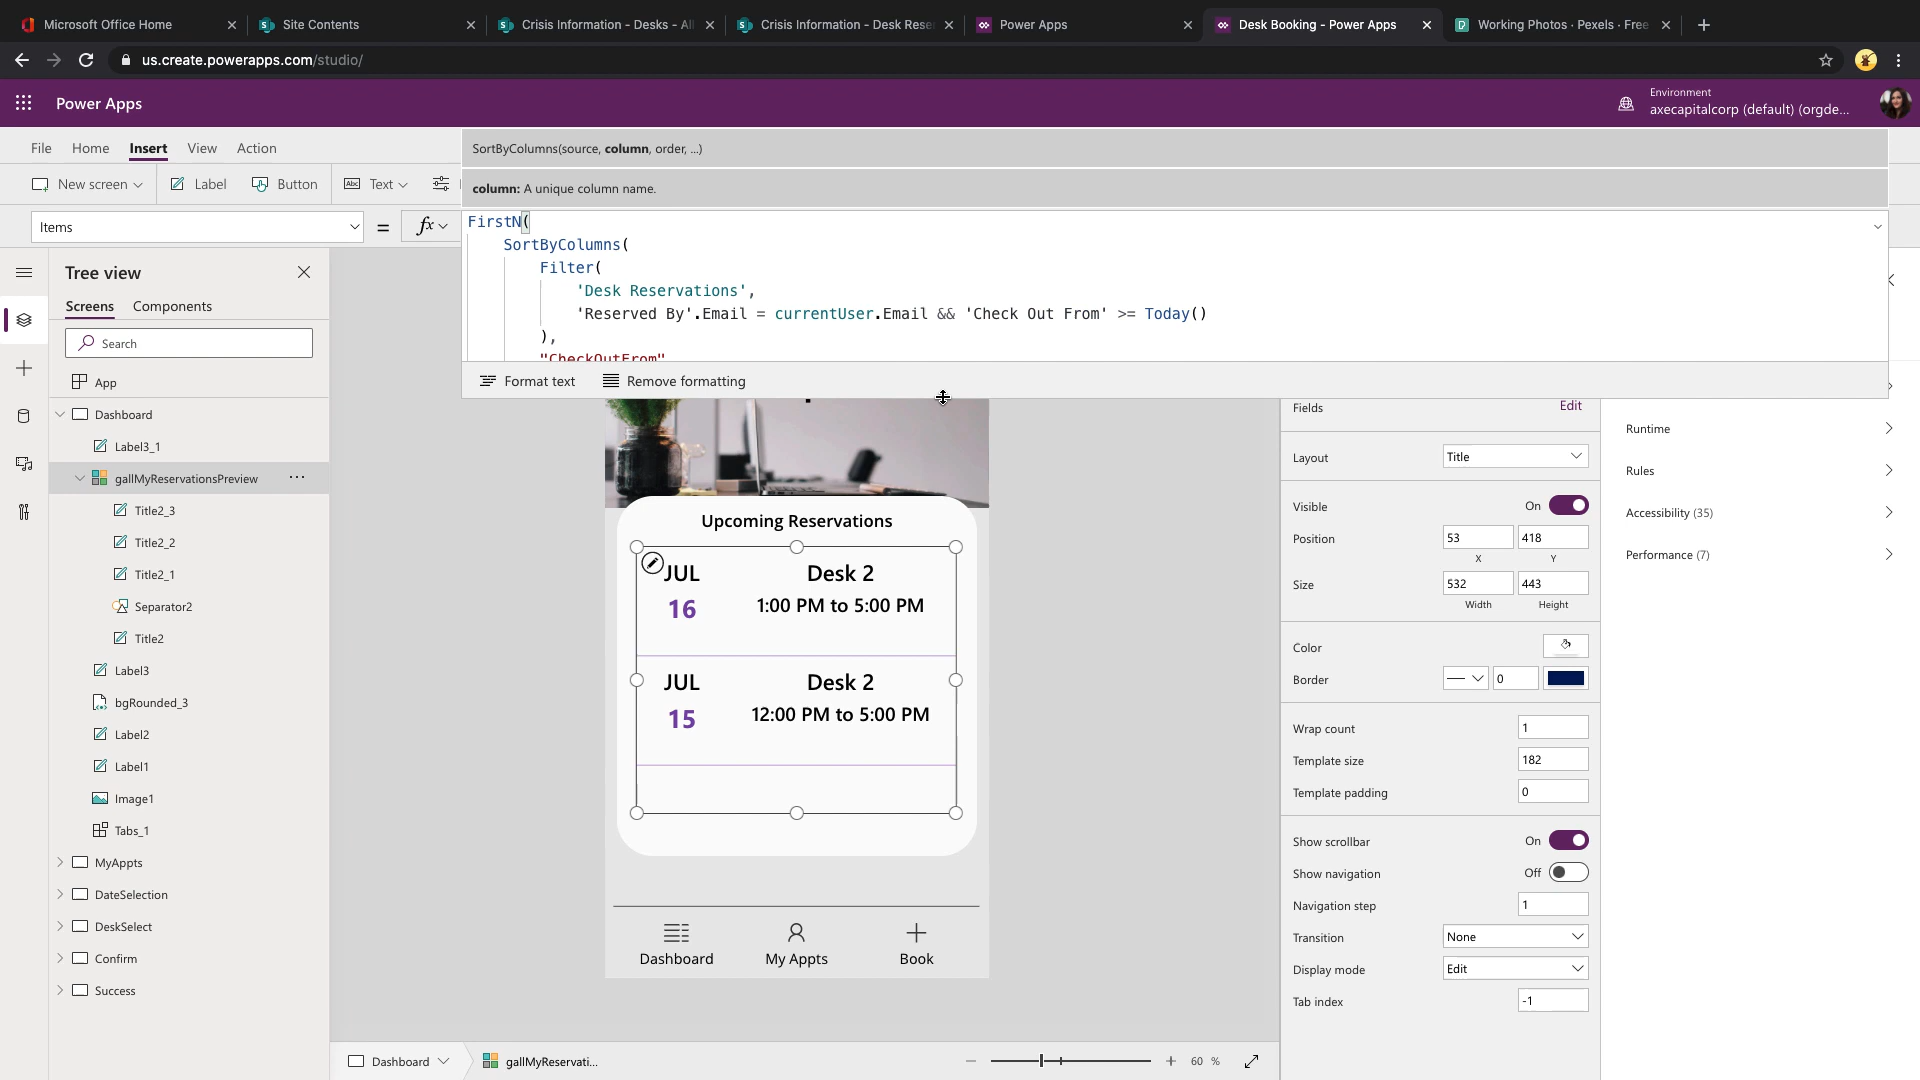 Microsoft Office Home
Site Contents
Crisis Information - Desks - All
Crisis Information - Desk Reser
Power Apps
Desk Booking - Power Apps
Working Photos · Pexels · Free
us.create.powerapps.com/studio/
Power Apps
Environment
axecapitalcorp (default) (orgde...
File
Home
Insert
View
Action
SortByColumns(source, column, order, ...)
New screen
Label
Button
Text
column: A unique column name.
Items
=
fx
FirstN(
SortByColumns(
Filter(
'Desk Reservations',
'Reserved By'.Email = currentUser.Email && 'Check Out From' >= Today()
),
"CheckOutFrom"
Format text
Remove formatting
Tree view
Screens
Components
Search
App
Dashboard
Label3_1
gallMyReservationsPreview
Title2_3
Title2_2
Title2_1
Separator2
Title2
Label3
bgRounded_3
Label2
Label1
Image1
Tabs_1
MyAppts
DateSelection
DeskSelect
Confirm
Success
Upcoming Reservations
JUL
16
Desk 2
1:00 PM to 5:00 PM
JUL
15
Desk 2
12:00 PM to 5:00 PM
Dashboard
My Appts
Book
Dashboard
gallMyReservati...
60 %
Fields
Edit
Layout
Title
Visible
On
Position
53
418
X
Y
Size
532
443
Width
Height
Color
Border
0
Wrap count
1
Template size
182
Template padding
0
Show scrollbar
On
Show navigation
Off
Navigation step
1
Transition
None
Display mode
Edit
Tab index
-1
Runtime
Rules
Accessibility (35)
Performance (7)